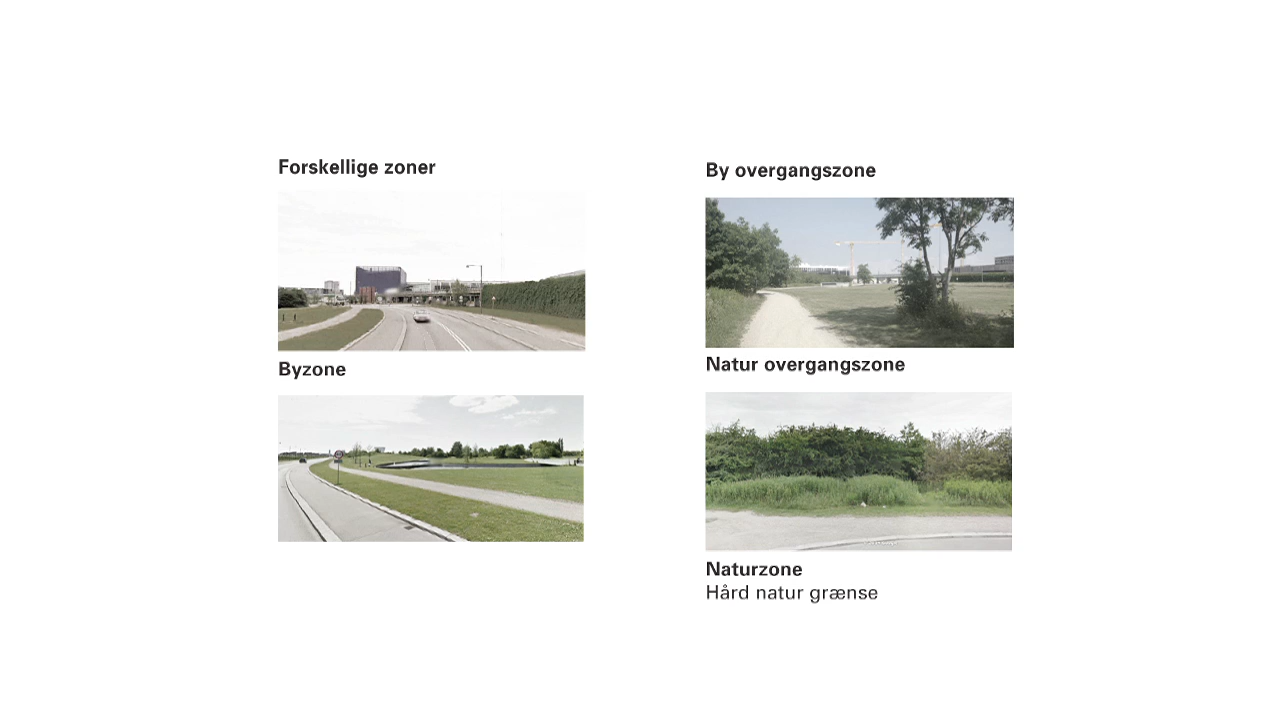 Forskellige zoner
Byzone
By overgangszone
Natur overgangszone
Naturzone
Hård natur grænse